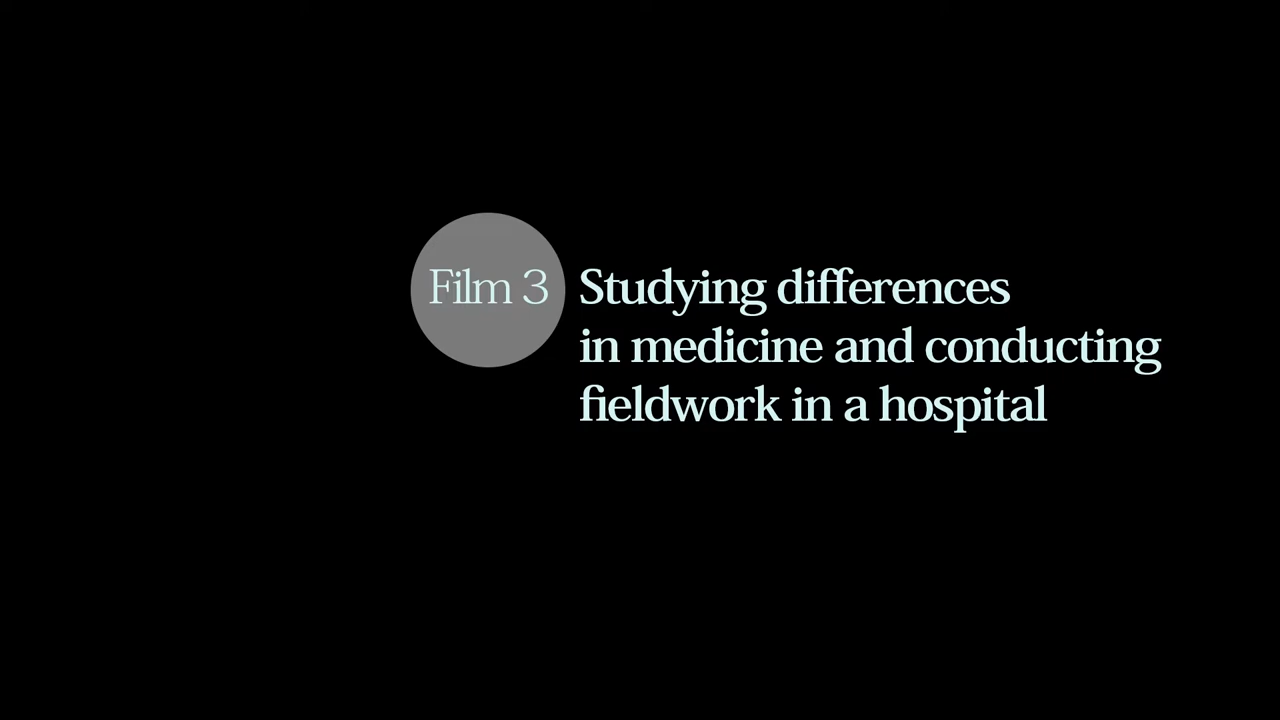 Film 3 Studying differences
in medicine and conducting
fieldwork in a hospital